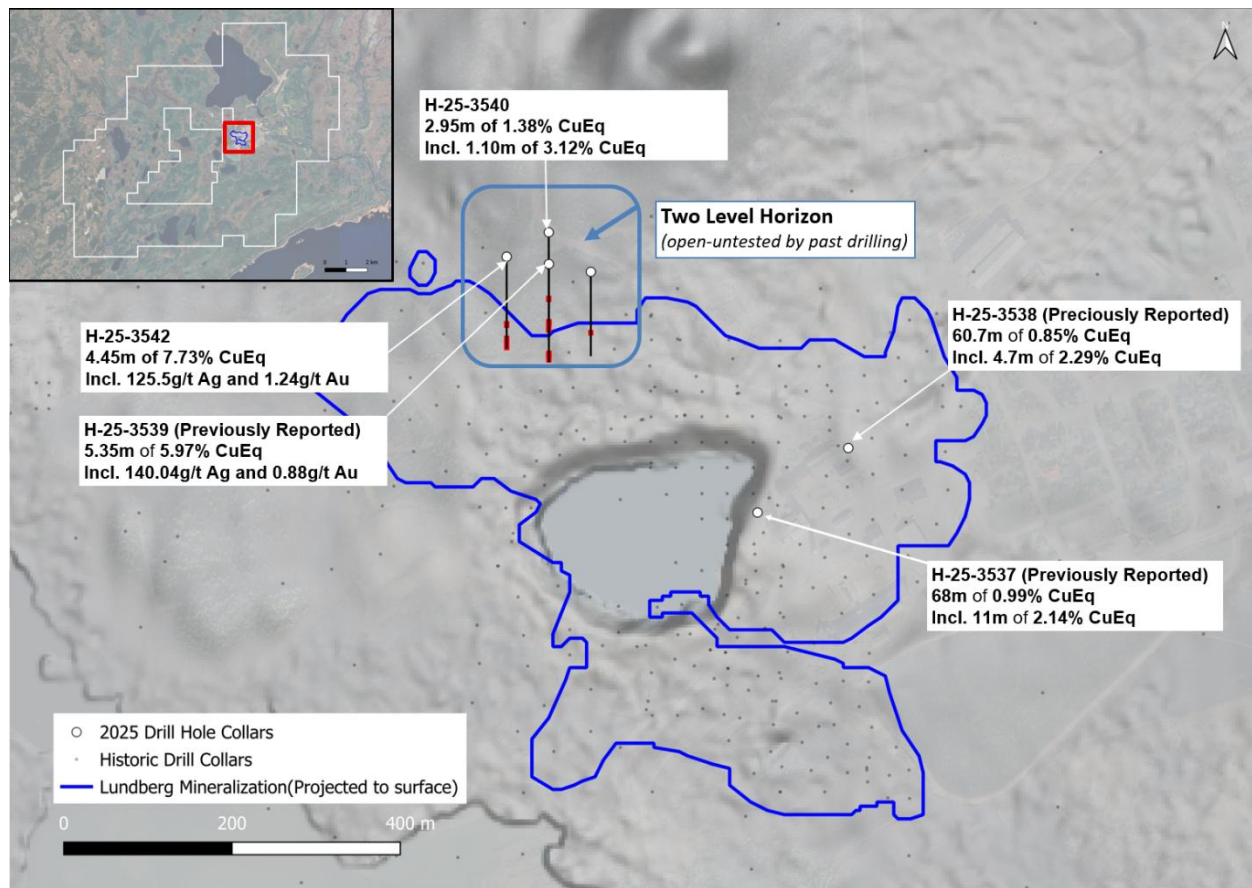 N
H-25-3540
2.95m of 1.38% CuEq
Incl. 1.10m of 3.12% CuEq
0 1 2 km
Two Level Horizon
(open-untested by past drilling)
H-25-3542
4.45m of 7.73% CuEq
Incl. 125.5g/t Ag and 1.24g/t Au
H-25-3538 (Preciously Reported)
60.7m of 0.85% CuEq
Incl. 4.7m of 2.29% CuEq
H-25-3539 (Previously Reported)
5.35m of 5.97% CuEq
Incl. 140.04g/t Ag and 0.88g/t Au
H-25-3537 (Previously Reported)
68m of 0.99% CuEq
Incl. 11m of 2.14% CuEq
2025 Drill Hole Collars
Historic Drill Collars
Lundberg Mineralization(Projected to surface)
0 200 400 m